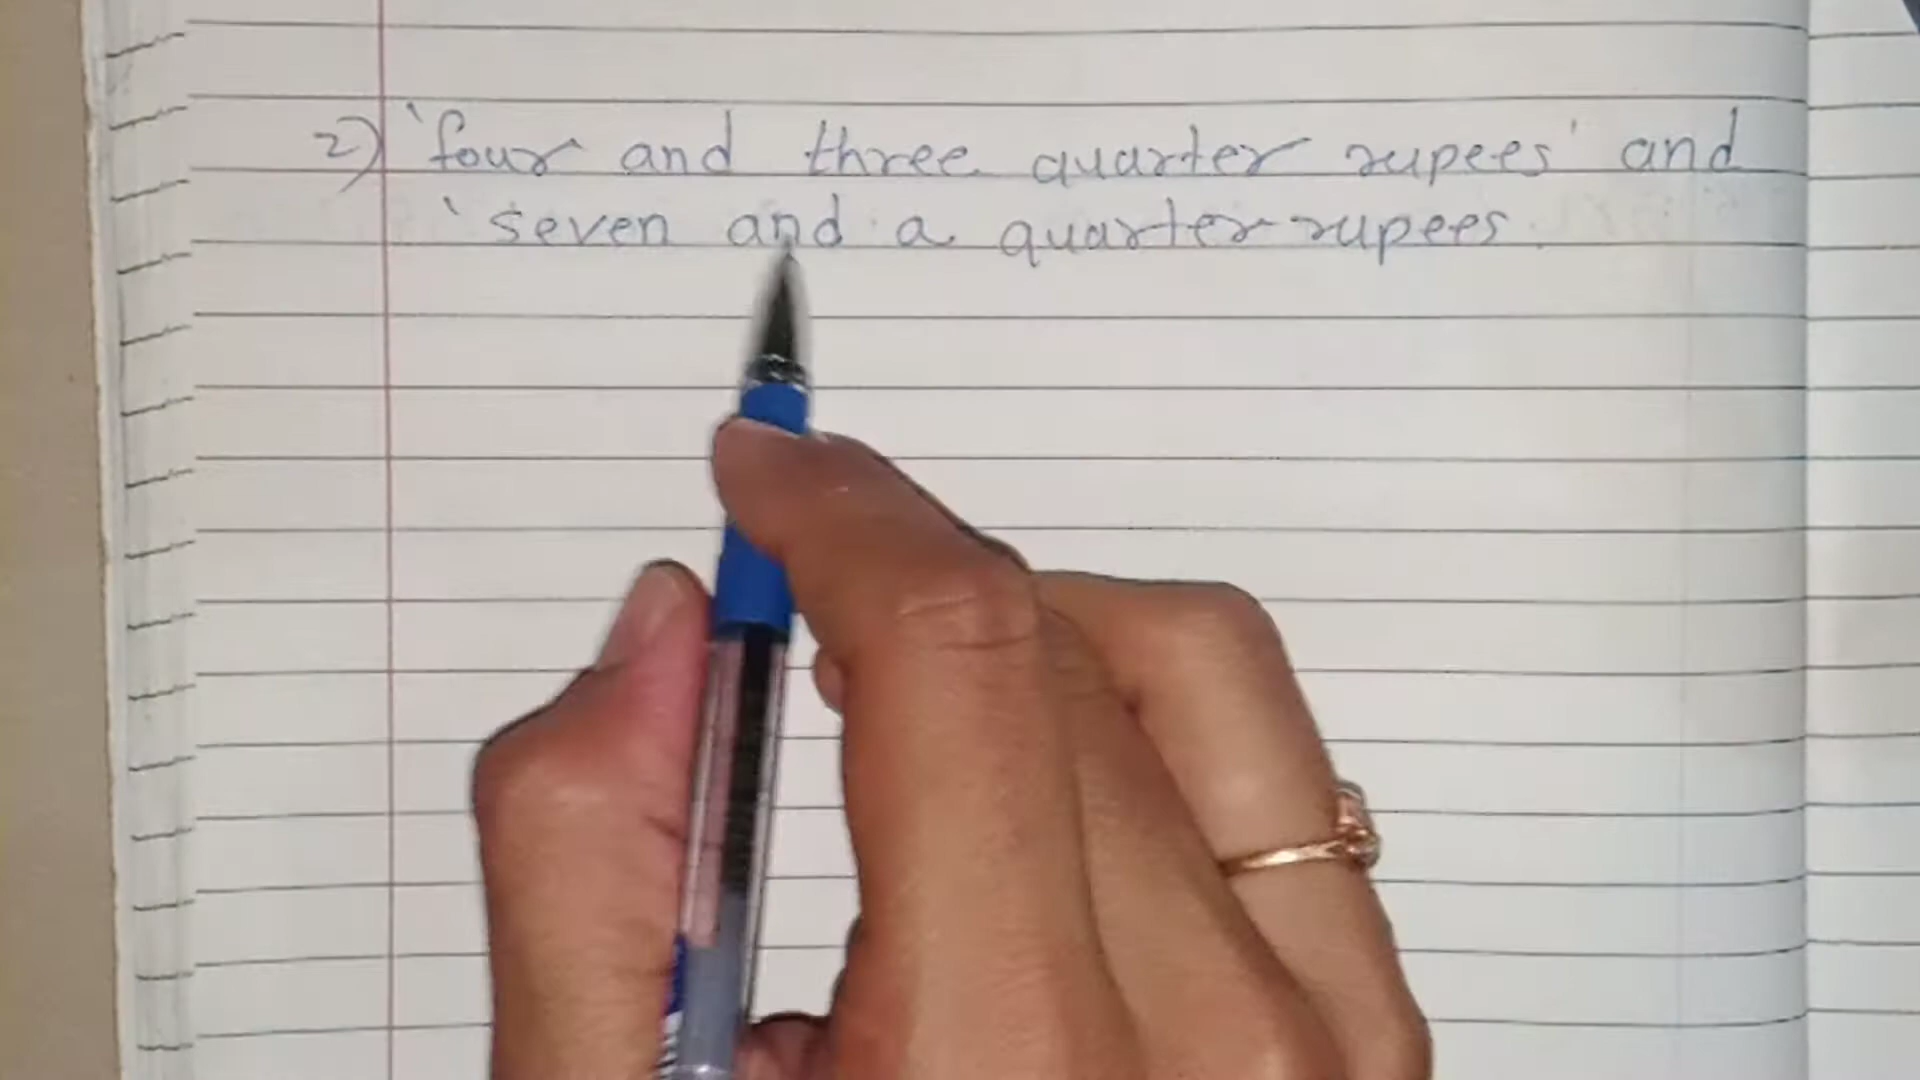 2) 'four and three quarter rupees' and
'seven and a quarter rupees.